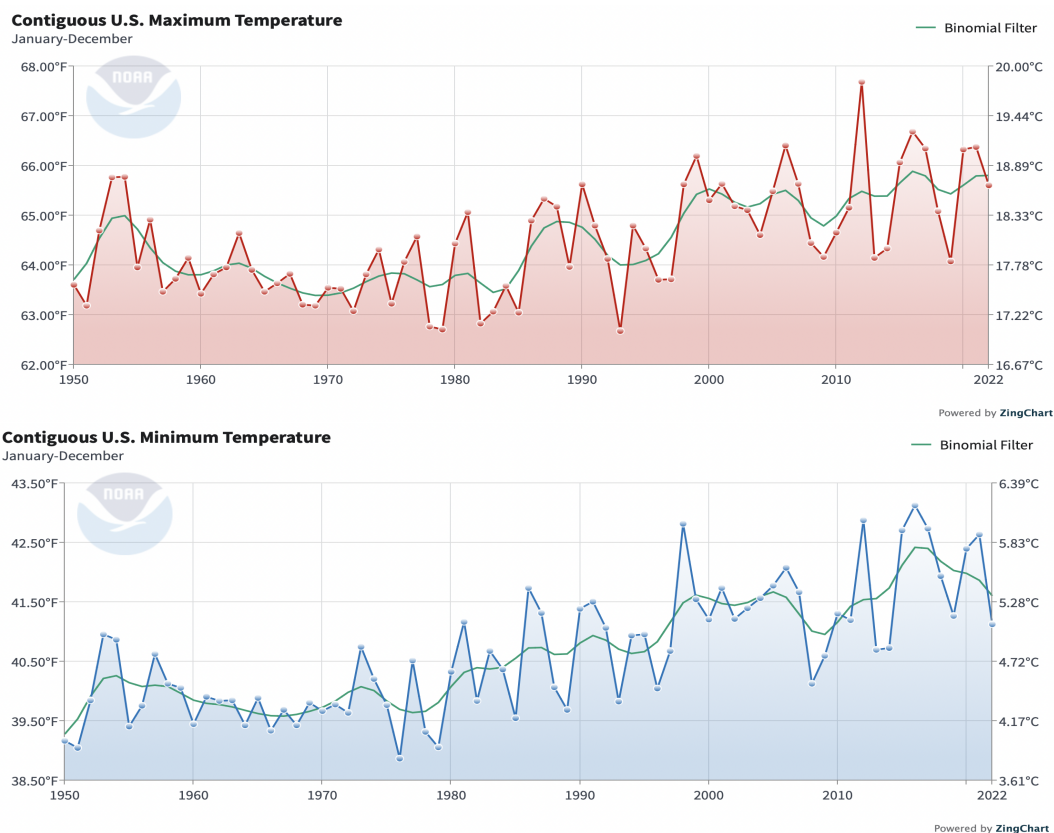 Contiguous U.S. Maximum Temperature
January-December
Binomial Filter
NOAA
68.00°F 20.00°C
67.00°F 19.44°C
66.00°F 18.89°C
65.00°F 18.33°C
64.00°F 17.78°C
63.00°F 17.22°C
62.00°F 16.67°C
1950 1960 1970 1980 1990 2000 2010 2022
Powered by ZingChart
Contiguous U.S. Minimum Temperature
January-December
Binomial Filter
NOAA
43.50°F 6.39°C
42.50°F 5.83°C
41.50°F 5.28°C
40.50°F 4.72°C
39.50°F 4.17°C
38.50°F 3.61°C
1950 1960 1970 1980 1990 2000 2010 2022
Powered by ZingChart